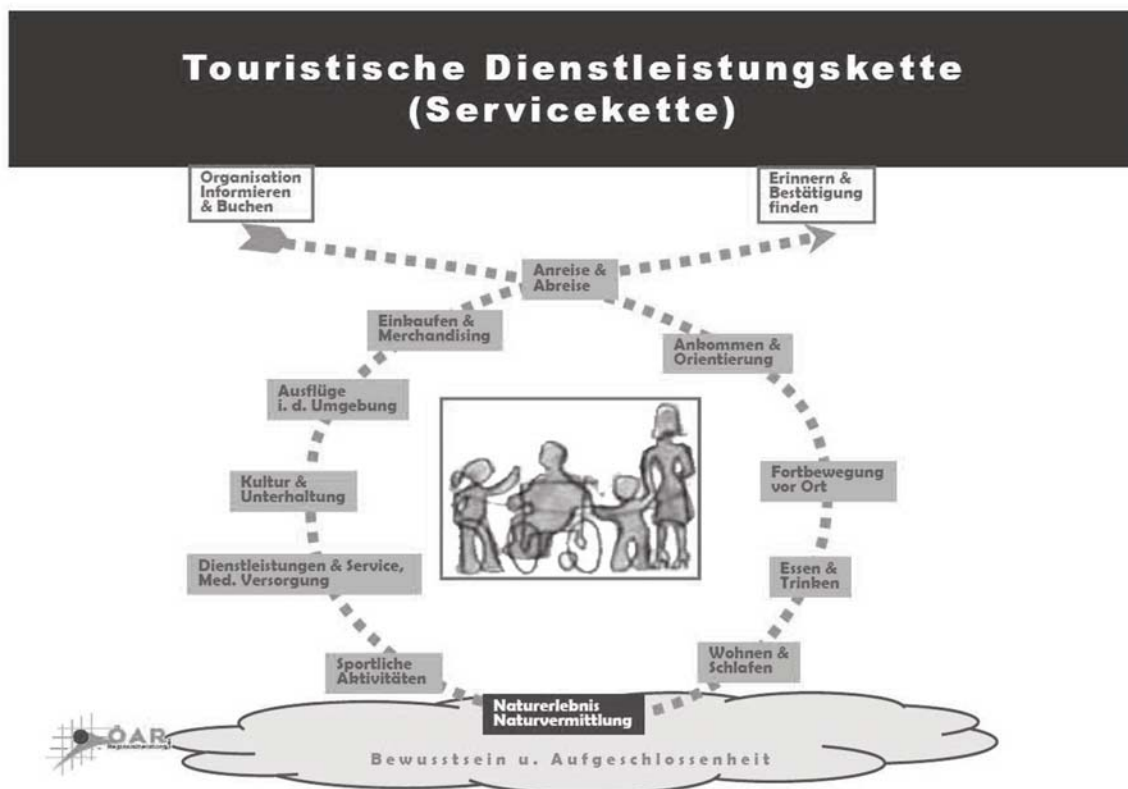 Touristische Dienstleistungskette
(Servicekette)
Organisation
Informieren
& Buchen
Erinnern &
Bestätigung
finden
Anreise &
Abreise
Einkaufen &
Merchandising
Ankommen &
Orientierung
Ausflüge
i. d. Umgebung
Kultur &
Unterhaltung
Fortbewegung
vor Ort
Dienstleistungen & Service,
Med. Versorgung
Essen &
Trinken
Sportliche
Aktivitäten
Wohnen &
Schlafen
Naturerlebnis
Naturvermittlung
ÖAR
Bewusstsein u. Aufgeschlossenheit